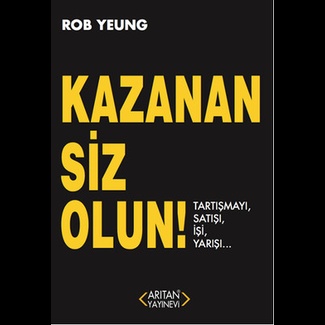 ROB YEUNG
KAZANAN
SİZ
OLUN!
TARTIŞMAYI,
SATIŞI,
İŞİ,
YARIŞI...
ARITAN
YAYINEVİ